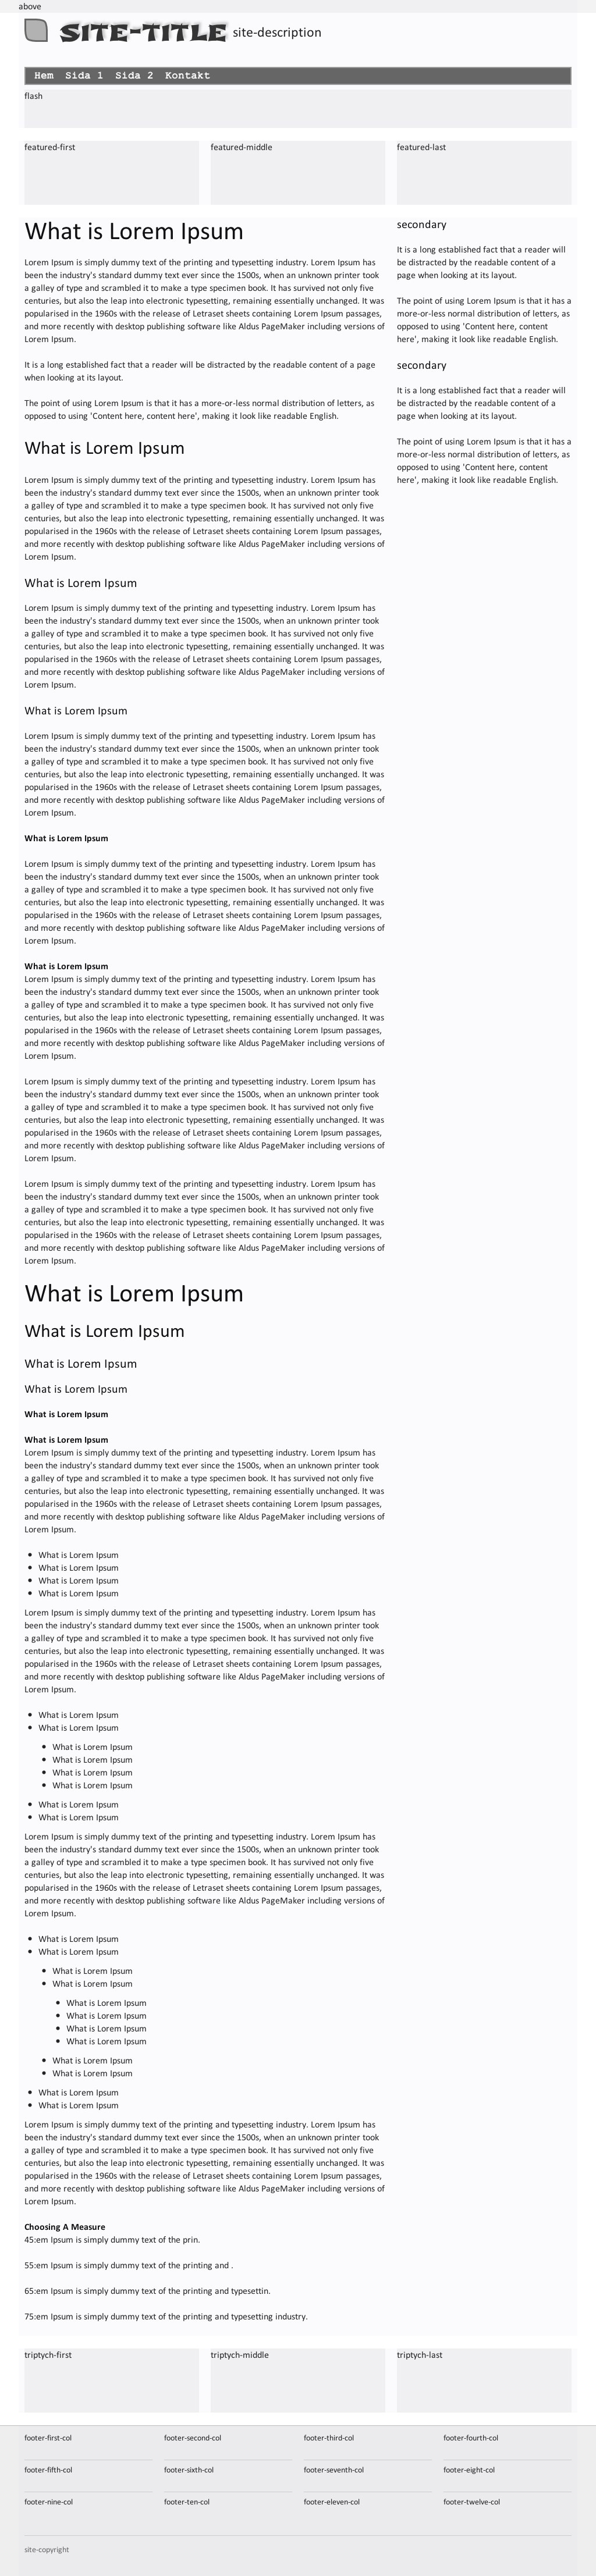 above
SITE-TITLE site-description
Hem Sida 1 Sida 2 Kontakt
flash
featured-first featured-middle featured-last
What is Lorem Ipsum
Lorem Ipsum is simply dummy text of the printing and typesetting industry. Lorem Ipsum has
been the industry's standard dummy text ever since the 1500s, when an unknown printer took
a galley of type and scrambled it to make a type specimen book. It has survived not only five
centuries, but also the leap into electronic typesetting, remaining essentially unchanged. It was
popularised in the 1960s with the release of Letraset sheets containing Lorem Ipsum passages,
and more recently with desktop publishing software like Aldus PageMaker including versions of
Lorem Ipsum.
It is a long established fact that a reader will be distracted by the readable content of a page
when looking at its layout.
The point of using Lorem Ipsum is that it has a more-or-less normal distribution of letters, as
opposed to using 'Content here, content here', making it look like readable English.
What is Lorem Ipsum
Lorem Ipsum is simply dummy text of the printing and typesetting industry. Lorem Ipsum has
been the industry's standard dummy text ever since the 1500s, when an unknown printer took
a galley of type and scrambled it to make a type specimen book. It has survived not only five
centuries, but also the leap into electronic typesetting, remaining essentially unchanged. It was
popularised in the 1960s with the release of Letraset sheets containing Lorem Ipsum passages,
and more recently with desktop publishing software like Aldus PageMaker including versions of
Lorem Ipsum.
What is Lorem Ipsum
Lorem Ipsum is simply dummy text of the printing and typesetting industry. Lorem Ipsum has
been the industry's standard dummy text ever since the 1500s, when an unknown printer took
a galley of type and scrambled it to make a type specimen book. It has survived not only five
centuries, but also the leap into electronic typesetting, remaining essentially unchanged. It was
popularised in the 1960s with the release of Letraset sheets containing Lorem Ipsum passages,
and more recently with desktop publishing software like Aldus PageMaker including versions of
Lorem Ipsum.
What is Lorem Ipsum
Lorem Ipsum is simply dummy text of the printing and typesetting industry. Lorem Ipsum has
been the industry's standard dummy text ever since the 1500s, when an unknown printer took
a galley of type and scrambled it to make a type specimen book. It has survived not only five
centuries, but also the leap into electronic typesetting, remaining essentially unchanged. It was
popularised in the 1960s with the release of Letraset sheets containing Lorem Ipsum passages,
and more recently with desktop publishing software like Aldus PageMaker including versions of
Lorem Ipsum.
What is Lorem Ipsum
Lorem Ipsum is simply dummy text of the printing and typesetting industry. Lorem Ipsum has
been the industry's standard dummy text ever since the 1500s, when an unknown printer took
a galley of type and scrambled it to make a type specimen book. It has survived not only five
centuries, but also the leap into electronic typesetting, remaining essentially unchanged. It was
popularised in the 1960s with the release of Letraset sheets containing Lorem Ipsum passages,
and more recently with desktop publishing software like Aldus PageMaker including versions of
Lorem Ipsum.
What is Lorem Ipsum
Lorem Ipsum is simply dummy text of the printing and typesetting industry. Lorem Ipsum has
been the industry's standard dummy text ever since the 1500s, when an unknown printer took
a galley of type and scrambled it to make a type specimen book. It has survived not only five
centuries, but also the leap into electronic typesetting, remaining essentially unchanged. It was
popularised in the 1960s with the release of Letraset sheets containing Lorem Ipsum passages,
and more recently with desktop publishing software like Aldus PageMaker including versions of
Lorem Ipsum.
Lorem Ipsum is simply dummy text of the printing and typesetting industry. Lorem Ipsum has
been the industry's standard dummy text ever since the 1500s, when an unknown printer took
a galley of type and scrambled it to make a type specimen book. It has survived not only five
centuries, but also the leap into electronic typesetting, remaining essentially unchanged. It was
popularised in the 1960s with the release of Letraset sheets containing Lorem Ipsum passages,
and more recently with desktop publishing software like Aldus PageMaker including versions of
Lorem Ipsum.
Lorem Ipsum is simply dummy text of the printing and typesetting industry. Lorem Ipsum has
been the industry's standard dummy text ever since the 1500s, when an unknown printer took
a galley of type and scrambled it to make a type specimen book. It has survived not only five
centuries, but also the leap into electronic typesetting, remaining essentially unchanged. It was
popularised in the 1960s with the release of Letraset sheets containing Lorem Ipsum passages,
and more recently with desktop publishing software like Aldus PageMaker including versions of
Lorem Ipsum.
What is Lorem Ipsum
What is Lorem Ipsum
What is Lorem Ipsum
What is Lorem Ipsum
What is Lorem Ipsum
What is Lorem Ipsum
Lorem Ipsum is simply dummy text of the printing and typesetting industry. Lorem Ipsum has
been the industry's standard dummy text ever since the 1500s, when an unknown printer took
a galley of type and scrambled it to make a type specimen book. It has survived not only five
centuries, but also the leap into electronic typesetting, remaining essentially unchanged. It was
popularised in the 1960s with the release of Letraset sheets containing Lorem Ipsum passages,
and more recently with desktop publishing software like Aldus PageMaker including versions of
Lorem Ipsum.
• What is Lorem Ipsum
• What is Lorem Ipsum
• What is Lorem Ipsum
• What is Lorem Ipsum
Lorem Ipsum is simply dummy text of the printing and typesetting industry. Lorem Ipsum has
been the industry's standard dummy text ever since the 1500s, when an unknown printer took
a galley of type and scrambled it to make a type specimen book. It has survived not only five
centuries, but also the leap into electronic typesetting, remaining essentially unchanged. It was
popularised in the 1960s with the release of Letraset sheets containing Lorem Ipsum passages,
and more recently with desktop publishing software like Aldus PageMaker including versions of
Lorem Ipsum.
• What is Lorem Ipsum
• What is Lorem Ipsum
• What is Lorem Ipsum
• What is Lorem Ipsum
• What is Lorem Ipsum
• What is Lorem Ipsum
• What is Lorem Ipsum
• What is Lorem Ipsum
Lorem Ipsum is simply dummy text of the printing and typesetting industry. Lorem Ipsum has
been the industry's standard dummy text ever since the 1500s, when an unknown printer took
a galley of type and scrambled it to make a type specimen book. It has survived not only five
centuries, but also the leap into electronic typesetting, remaining essentially unchanged. It was
popularised in the 1960s with the release of Letraset sheets containing Lorem Ipsum passages,
and more recently with desktop publishing software like Aldus PageMaker including versions of
Lorem Ipsum.
• What is Lorem Ipsum
• What is Lorem Ipsum
• What is Lorem Ipsum
• What is Lorem Ipsum
• What is Lorem Ipsum
• What is Lorem Ipsum
• What is Lorem Ipsum
• What is Lorem Ipsum
• What is Lorem Ipsum
• What is Lorem Ipsum
• What is Lorem Ipsum
• What is Lorem Ipsum
Lorem Ipsum is simply dummy text of the printing and typesetting industry. Lorem Ipsum has
been the industry's standard dummy text ever since the 1500s, when an unknown printer took
a galley of type and scrambled it to make a type specimen book. It has survived not only five
centuries, but also the leap into electronic typesetting, remaining essentially unchanged. It was
popularised in the 1960s with the release of Letraset sheets containing Lorem Ipsum passages,
and more recently with desktop publishing software like Aldus PageMaker including versions of
Lorem Ipsum.
Choosing A Measure
45:em Ipsum is simply dummy text of the prin.
55:em Ipsum is simply dummy text of the printing and .
65:em Ipsum is simply dummy text of the printing and typesettin.
75:em Ipsum is simply dummy text of the printing and typesetting industry.
secondary
It is a long established fact that a reader will
be distracted by the readable content of a
page when looking at its layout.
The point of using Lorem Ipsum is that it has a
more-or-less normal distribution of letters, as
opposed to using 'Content here, content
here', making it look like readable English.
secondary
It is a long established fact that a reader will
be distracted by the readable content of a
page when looking at its layout.
The point of using Lorem Ipsum is that it has a
more-or-less normal distribution of letters, as
opposed to using 'Content here, content
here', making it look like readable English.
triptych-first triptych-middle triptych-last
footer-first-col footer-second-col footer-third-col footer-fourth-col
footer-fifth-col footer-sixth-col footer-seventh-col footer-eight-col
footer-nine-col footer-ten-col footer-eleven-col footer-twelve-col
site-copyright